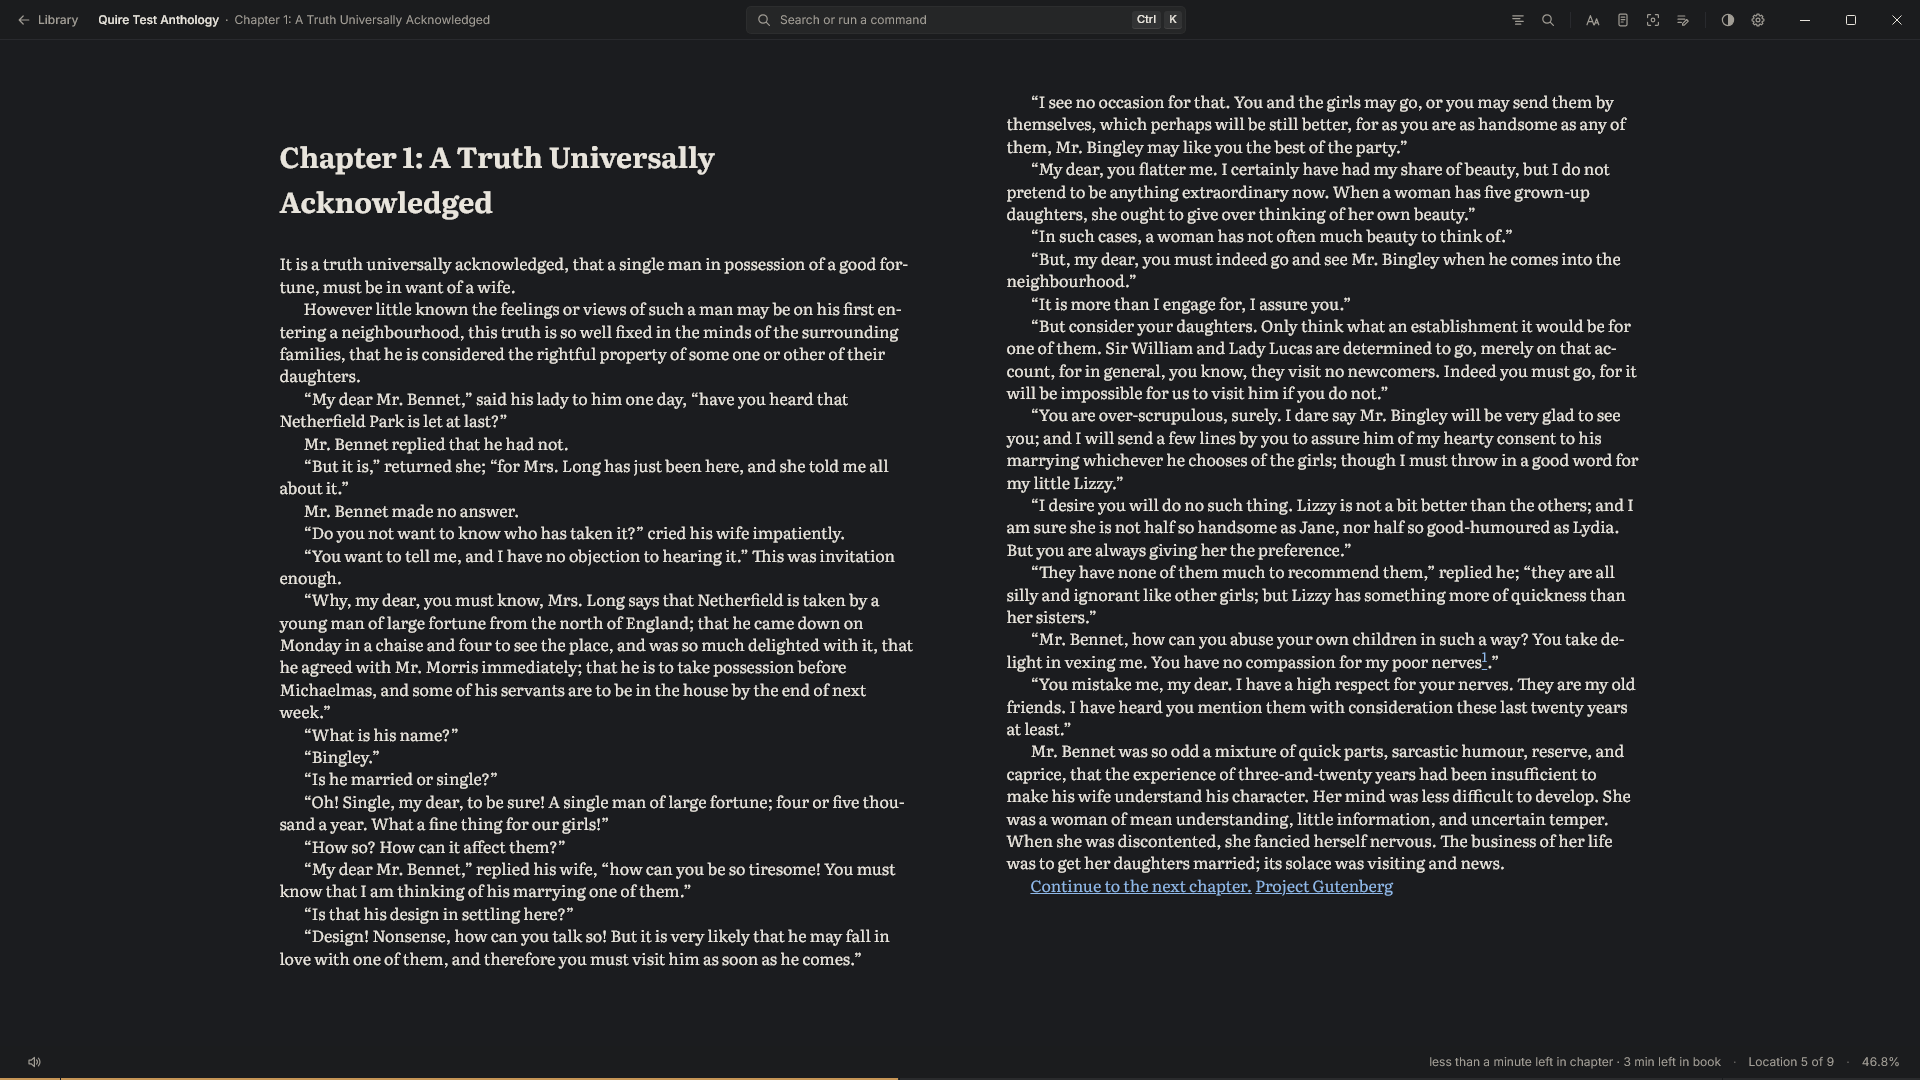 Library
Quire Test Anthology · Chapter 1: A Truth Universally Acknowledged
Search or run a command
Ctrl K
Chapter 1: A Truth Universally
Acknowledged
It is a truth universally acknowledged, that a single man in possession of a good for-
tune, must be in want of a wife.
However little known the feelings or views of such a man may be on his first en-
tering a neighbourhood, this truth is so well fixed in the minds of the surrounding
families, that he is considered the rightful property of some one or other of their
daughters.
“My dear Mr. Bennet,” said his lady to him one day, “have you heard that
Netherfield Park is let at last?”
Mr. Bennet replied that he had not.
“But it is,” returned she; “for Mrs. Long has just been here, and she told me all
about it.”
Mr. Bennet made no answer.
“Do you not want to know who has taken it?” cried his wife impatiently.
“You want to tell me, and I have no objection to hearing it.” This was invitation
enough.
“Why, my dear, you must know, Mrs. Long says that Netherfield is taken by a
young man of large fortune from the north of England; that he came down on
Monday in a chaise and four to see the place, and was so much delighted with it, that
he agreed with Mr. Morris immediately; that he is to take possession before
Michaelmas, and some of his servants are to be in the house by the end of next
week.”
“What is his name?”
“Bingley.”
“Is he married or single?”
“Oh! Single, my dear, to be sure! A single man of large fortune; four or five thou-
sand a year. What a fine thing for our girls!”
“How so? How can it affect them?”
“My dear Mr. Bennet,” replied his wife, “how can you be so tiresome! You must
know that I am thinking of his marrying one of them.”
“Is that his design in settling here?”
“Design! Nonsense, how can you talk so! But it is very likely that he may fall in
love with one of them, and therefore you must visit him as soon as he comes.”
“I see no occasion for that. You and the girls may go, or you may send them by
themselves, which perhaps will be still better, for as you are as handsome as any of
them, Mr. Bingley may like you the best of the party.”
“My dear, you flatter me. I certainly have had my share of beauty, but I do not
pretend to be anything extraordinary now. When a woman has five grown-up
daughters, she ought to give over thinking of her own beauty.”
“In such cases, a woman has not often much beauty to think of.”
“But, my dear, you must indeed go and see Mr. Bingley when he comes into the
neighbourhood.”
“It is more than I engage for, I assure you.”
“But consider your daughters. Only think what an establishment it would be for
one of them. Sir William and Lady Lucas are determined to go, merely on that ac-
count, for in general, you know, they visit no newcomers. Indeed you must go, for it
will be impossible for us to visit him if you do not.”
“You are over-scrupulous, surely. I dare say Mr. Bingley will be very glad to see
you; and I will send a few lines by you to assure him of my hearty consent to his
marrying whichever he chooses of the girls; though I must throw in a good word for
my little Lizzy.”
“I desire you will do no such thing. Lizzy is not a bit better than the others; and I
am sure she is not half so handsome as Jane, nor half so good-humoured as Lydia.
But you are always giving her the preference.”
“They have none of them much to recommend them,” replied he; “they are all
silly and ignorant like other girls; but Lizzy has something more of quickness than
her sisters.”
“Mr. Bennet, how can you abuse your own children in such a way? You take de-
light in vexing me. You have no compassion for my poor nerves1.”
“You mistake me, my dear. I have a high respect for your nerves. They are my old
friends. I have heard you mention them with consideration these last twenty years
at least.”
Mr. Bennet was so odd a mixture of quick parts, sarcastic humour, reserve, and
caprice, that the experience of three-and-twenty years had been insufficient to
make his wife understand his character. Her mind was less difficult to develop. She
was a woman of mean understanding, little information, and uncertain temper.
When she was discontented, she fancied herself nervous. The business of her life
was to get her daughters married; its solace was visiting and news.
Continue to the next chapter. Project Gutenberg
less than a minute left in chapter · 3 min left in book · Location 5 of 9 · 46.8%